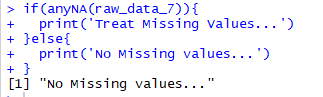 > if(anyNA(raw_data_7)){
+   print('Treat Missing Values...')
+ }else{
+   print('No Missing values...')
+ }
[1] "No Missing values..."